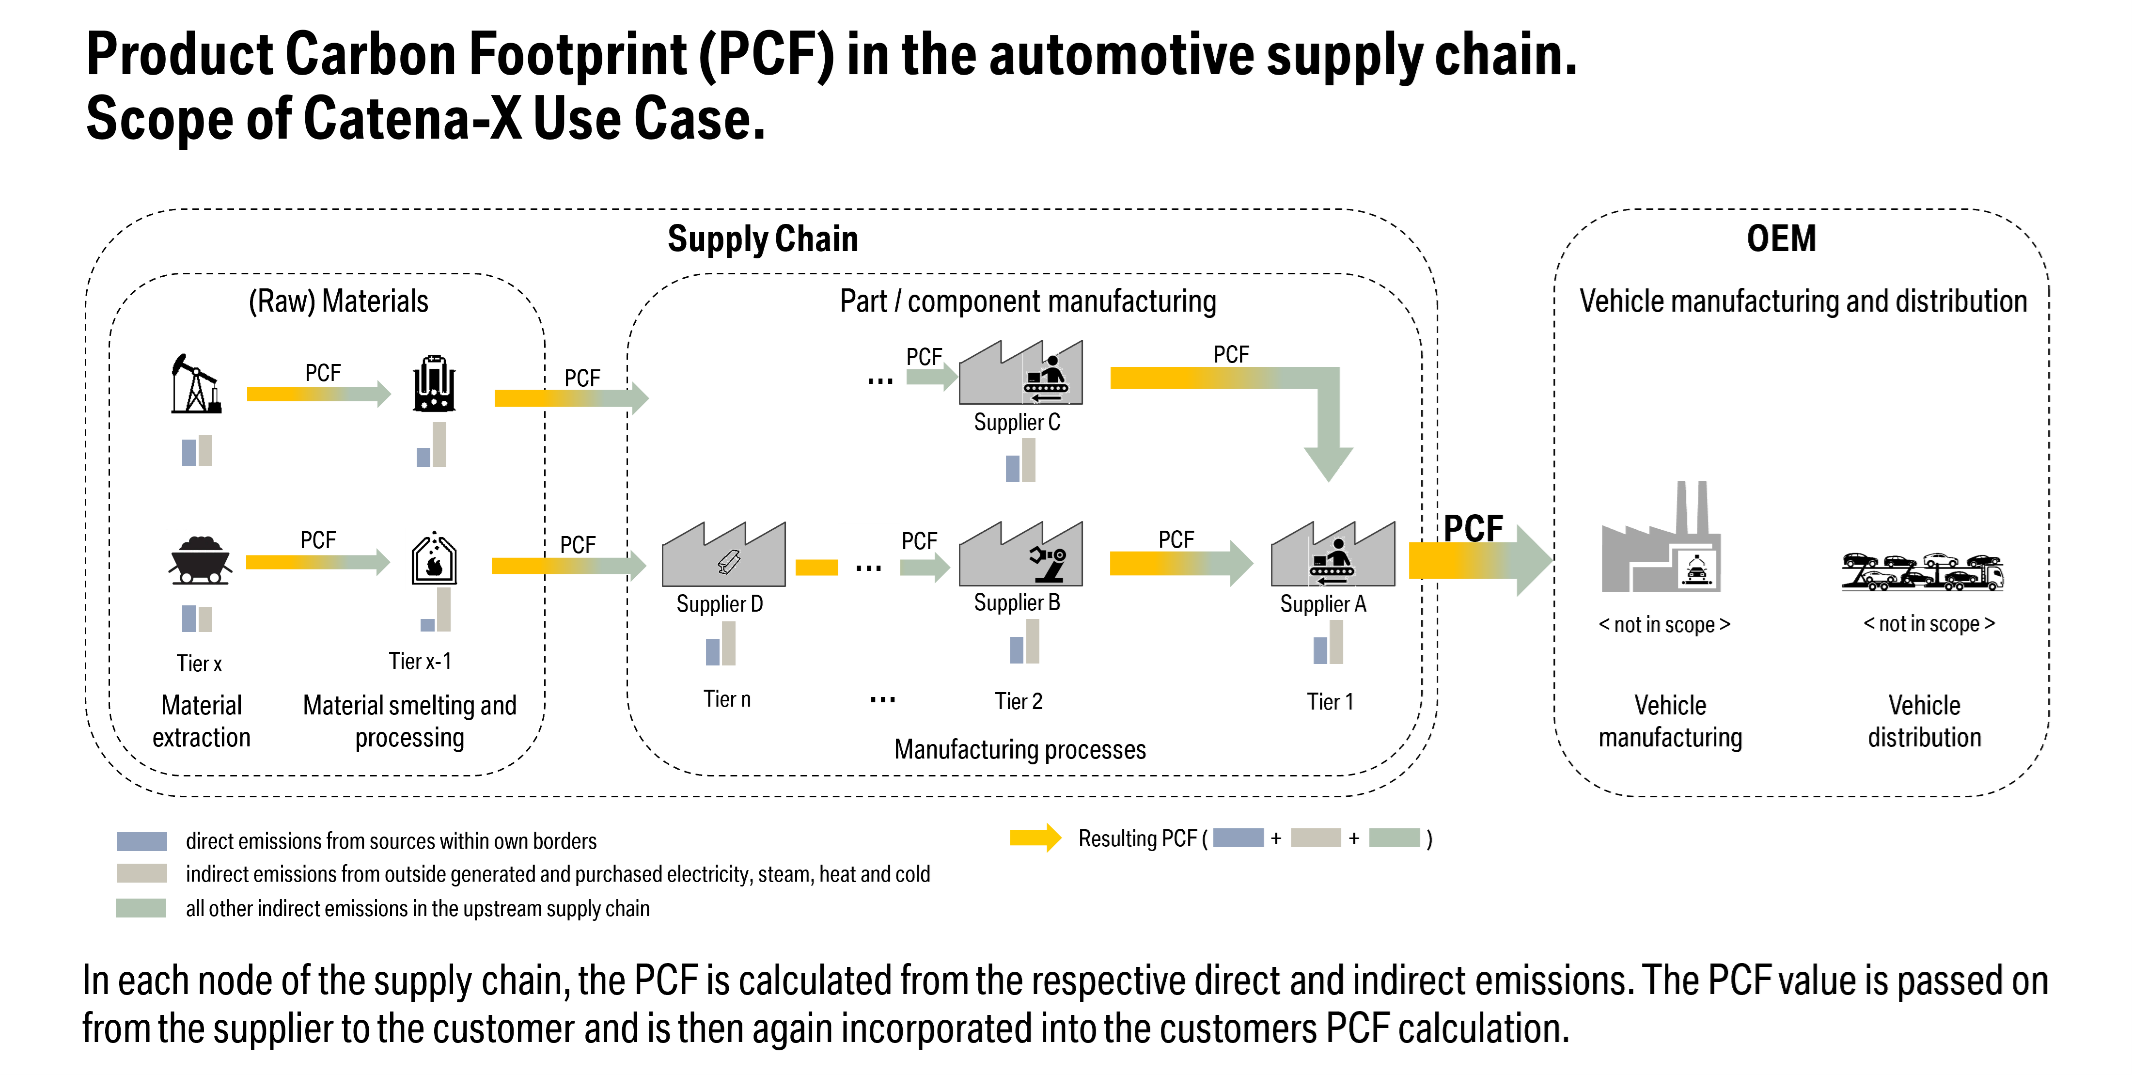 Product Carbon Footprint (PCF) in the automotive supply chain.
Scope of Catena-X Use Case.
Supply Chain
OEM
(Raw) Materials
Part / component manufacturing
Vehicle manufacturing and distribution
PCF
PCF
...
PCF
PCF
Supplier C
PCF
PCF
...
PCF
PCF
PCF
Supplier D
Supplier B
Supplier A
< not in scope >
< not in scope >
Tier x
Tier x-1
Tier n
...
Tier 2
Tier 1
Material
extraction
Material smelting and
processing
Manufacturing processes
Vehicle
manufacturing
Vehicle
distribution
direct emissions from sources within own borders
indirect emissions from outside generated and purchased electricity, steam, heat and cold
all other indirect emissions in the upstream supply chain
Resulting PCF ( + + )
In each node of the supply chain, the PCF is calculated from the respective direct and indirect emissions. The PCF value is passed on
from the supplier to the customer and is then again incorporated into the customers PCF calculation.